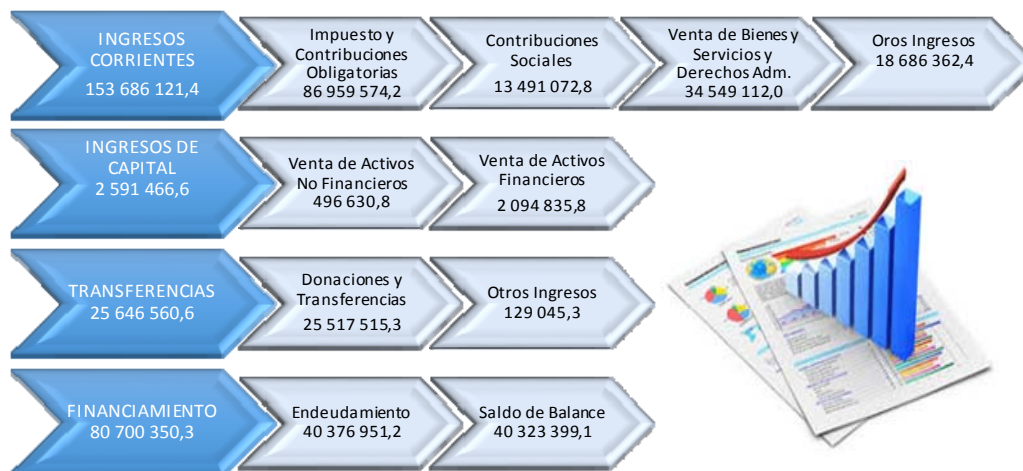 INGRESOS
CORRIENTES
153 686 121,4
Impuesto y
Contribuciones
Obligatorias
86 959 574,2
Contribuciones
Sociales
13 491 072,8
Venta de Bienes y
Servicios y
Derechos Adm.
34 549 112,0
Oros Ingresos
18 686 362,4
INGRESOS DE
CAPITAL
2 591 466,6
Venta de Activos
No Financieros
496 630,8
Venta de Activos
Financieros
2 094 835,8
TRANSFERENCIAS
25 646 560,6
Donaciones y
Transferencias
25 517 515,3
Otros Ingresos
129 045,3
FINANCIAMIENTO
80 700 350,3
Endeudamiento
40 376 951,2
Saldo de Balance
40 323 399,1